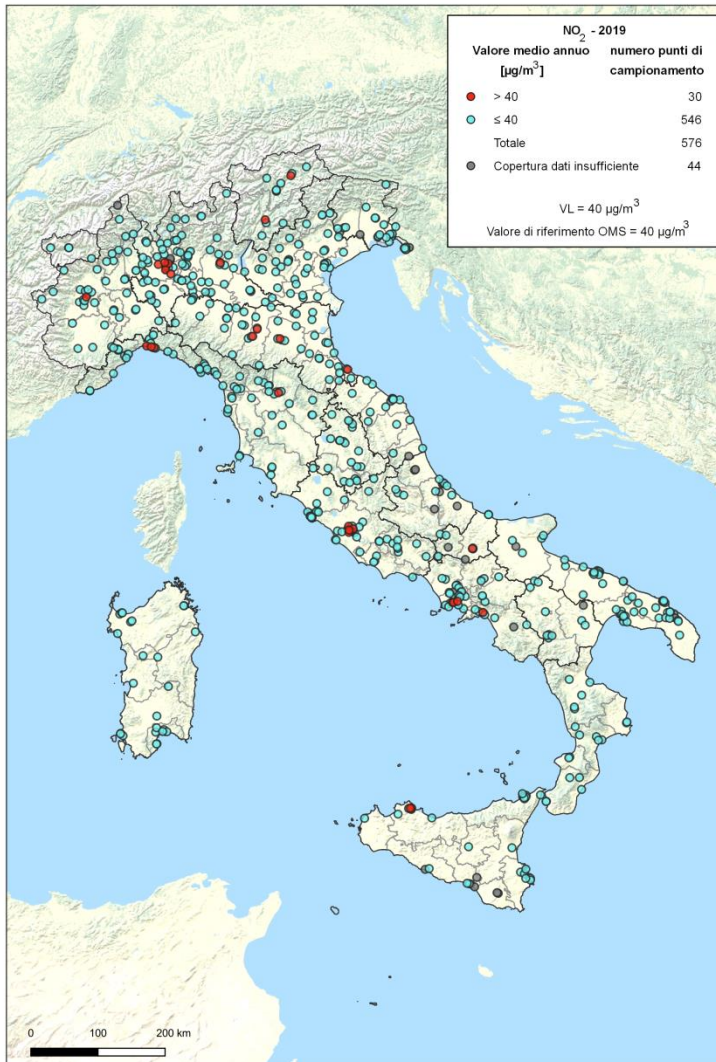 NO2 - 2019
Valore medio annuo numero punti di
[µg/m3] campionamento
> 40 30
≤ 40 546
Totale 576
Copertura dati insufficiente 44
VL = 40 µg/m3
Valore di riferimento OMS = 40 µg/m3
0 100 200 km